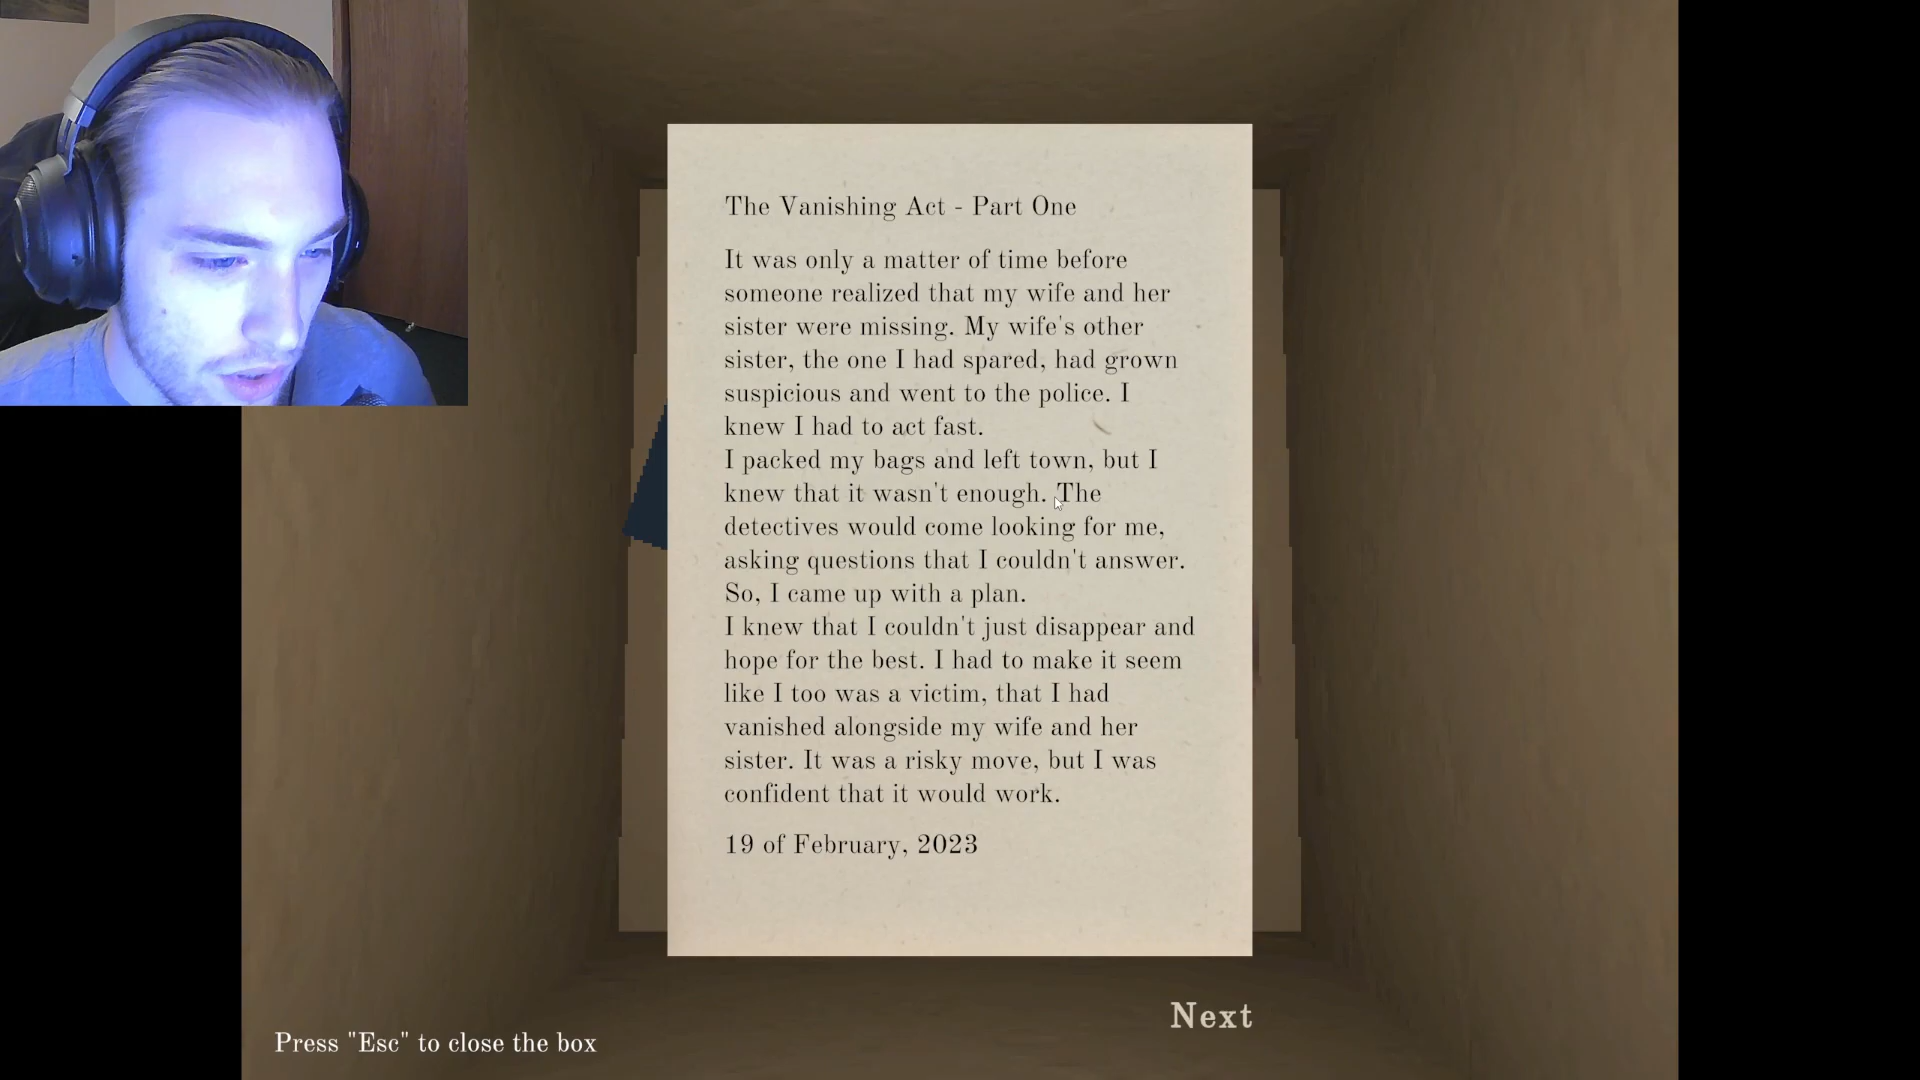 The Vanishing Act - Part One
It was only a matter of time before
someone realized that my wife and her
sister were missing. My wife's other
sister, the one I had spared, had grown
suspicious and went to the police. I
knew I had to act fast.
I packed my bags and left town, but I
knew that it wasn't enough. The
detectives would come looking for me,
asking questions that I couldn't answer.
So, I came up with a plan.
I knew that I couldn't just disappear and
hope for the best. I had to make it seem
like I too was a victim, that I had
vanished alongside my wife and her
sister. It was a risky move, but I was
confident that it would work.
19 of February, 2023
Next
Press "Esc" to close the box